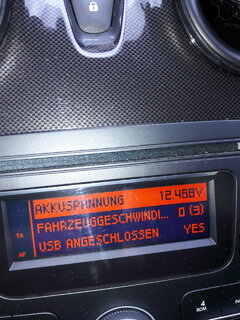 AKKUSPANNUNG 12.468V
FAHRZEUGGESCHWINDI... 0 (3)
USB ANGESCHLOSSEN YES
TA
AF
4
RDM